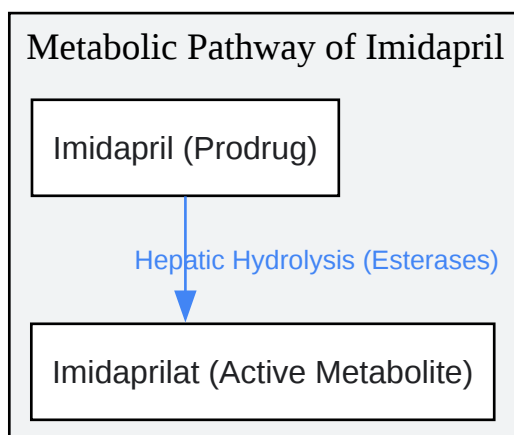 Metabolic Pathway of Imidapril
Imidapril (Prodrug)
Hepatic Hydrolysis (Esterases)
Imidaprilat (Active Metabolite)